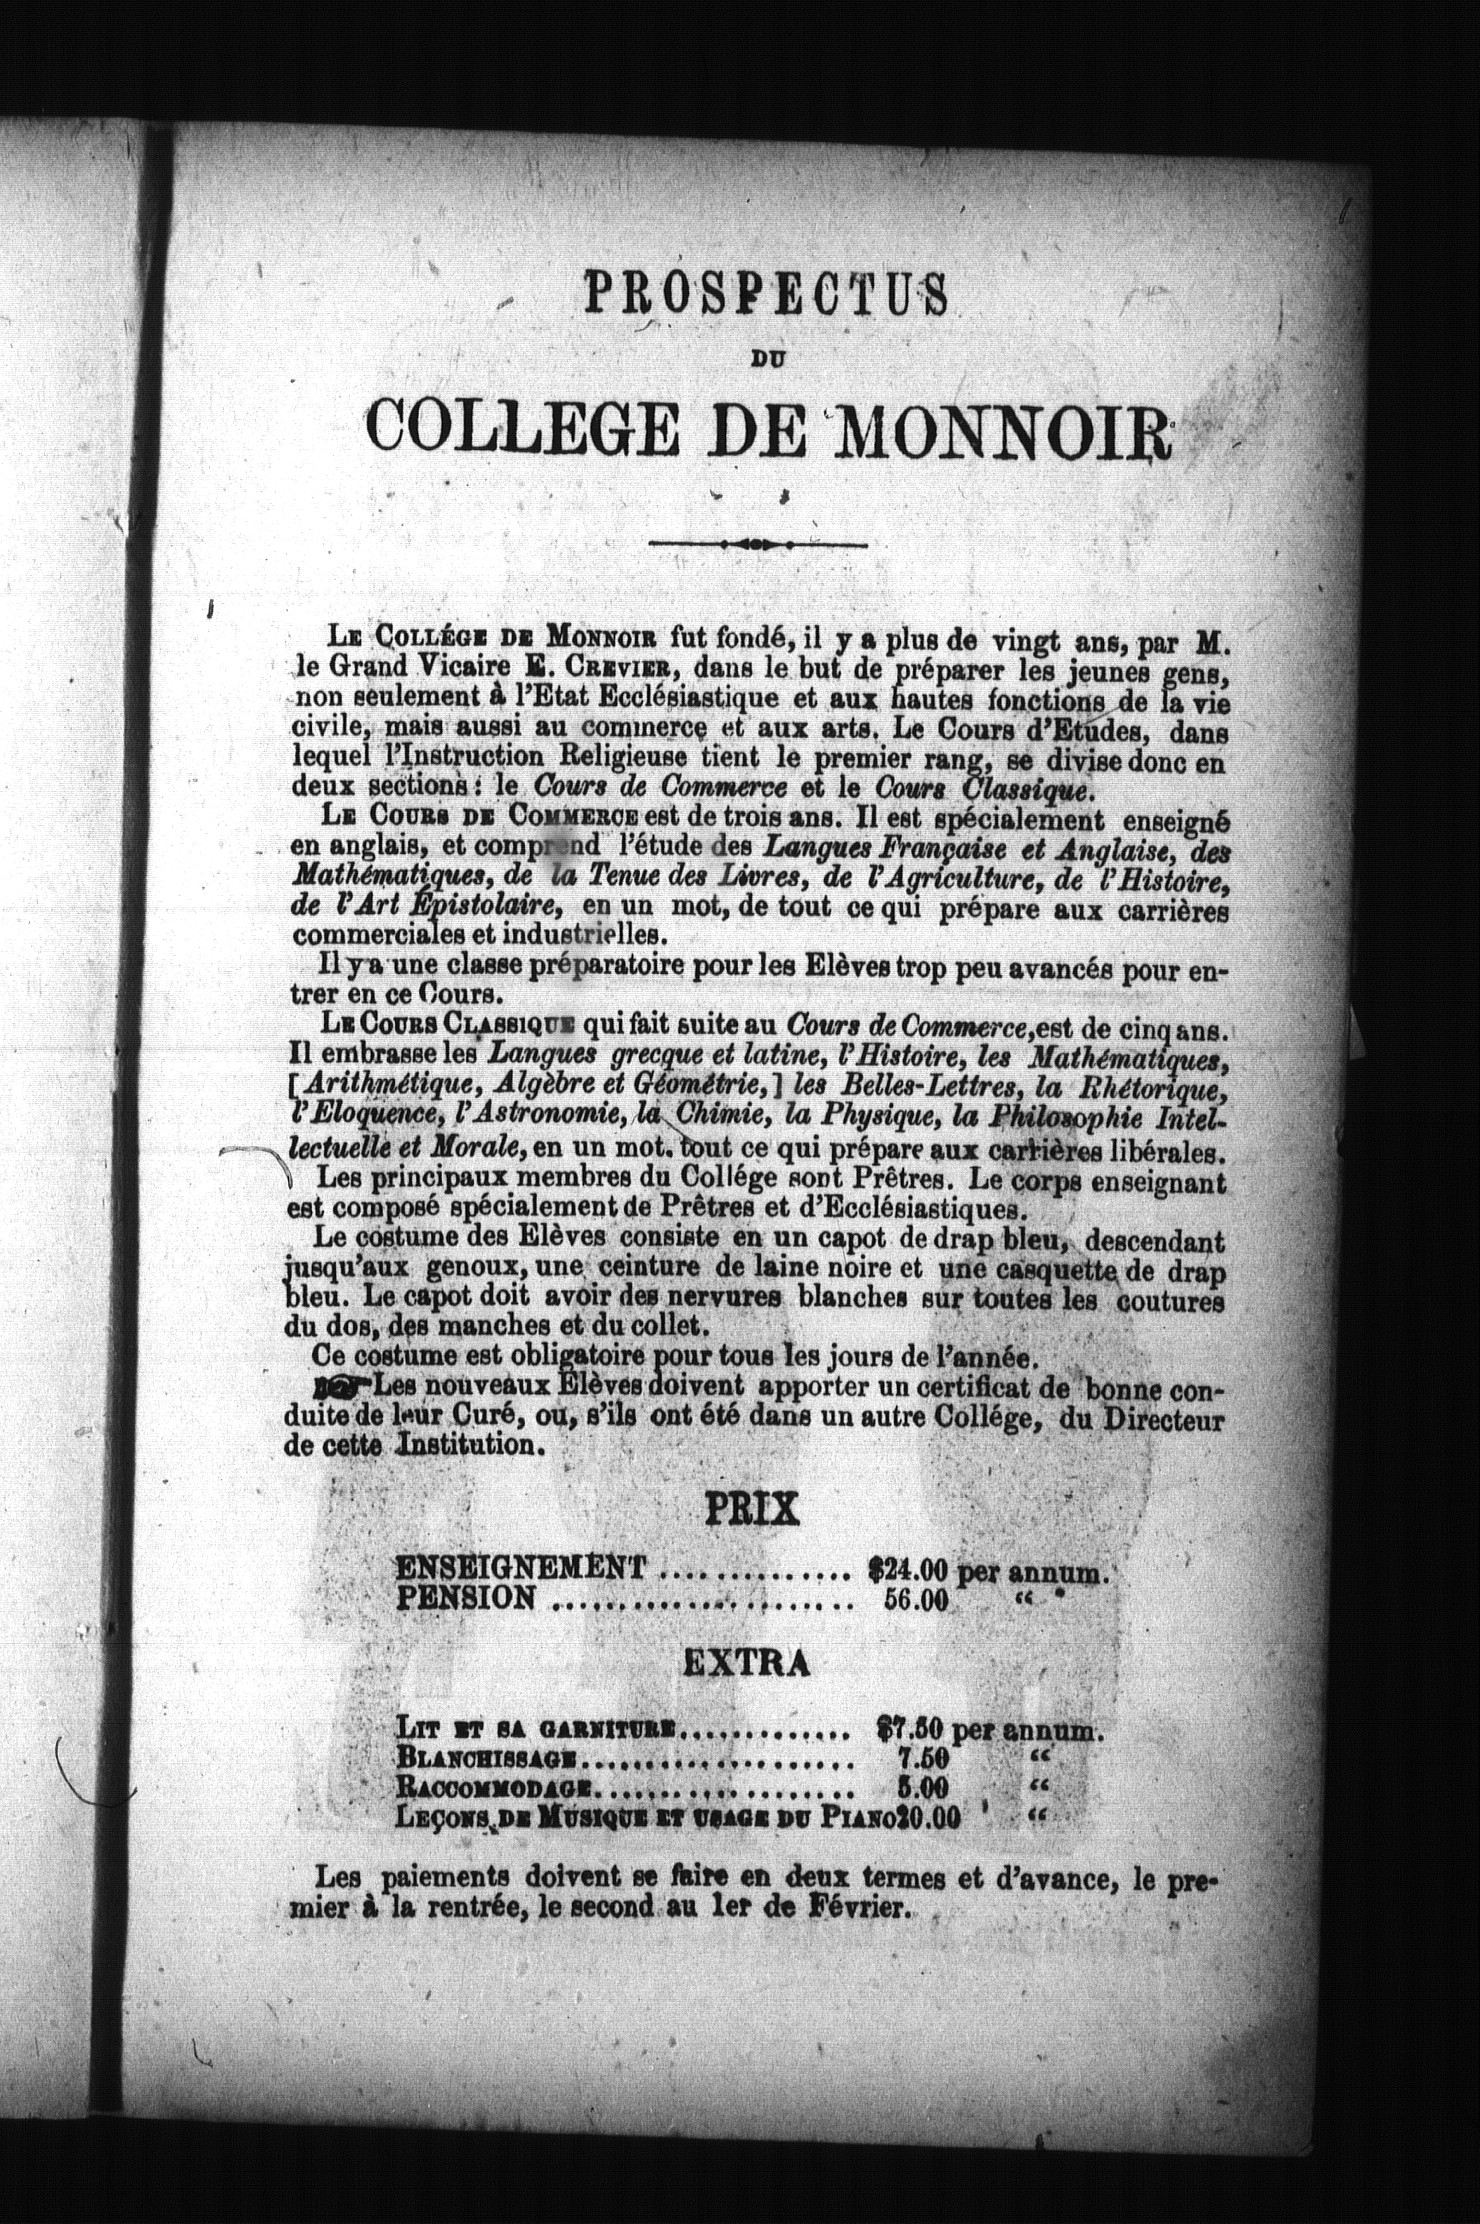 PROSPECTUS
DU
COLLEGE DE MONNOIR
LE COLLÉGE DE MONNOIR fut fondé, il y a plus de vingt ans, par M.
le Grand Vicaire E. CREVIER, dans le but de préparer les jeunes gens,
non seulement à l'Etat Ecclésiastique et aux hautes fonctions de la vie
civile, mais aussi au commerce et aux arts. Le Cours d'Etudes, dans
lequel l'Instruction Religieuse tient le premier rang, se divise donc en
deux sections : le Cours de Commerce et le Cours Classique.
LE COURS DE COMMERCE est de trois ans. Il est spécialement enseigné
en anglais, et comprend l'étude des Langues Française et Anglaise, des
Mathématiques, de la Tenue des Livres, de l'Agriculture, de l'Histoire,
de l'Art Épistolaire, en un mot, de tout ce qui prépare aux carrières
commerciales et industrielles.
Il y a une classe préparatoire pour les Elèves trop peu avancés pour en-
trer en ce Cours.
LE COURS CLASSIQUE qui fait suite au Cours de Commerce, est de cinq ans.
Il embrasse les Langues grecque et latine, l'Histoire, les Mathématiques,
[Arithmétique, Algèbre et Géométrie,] les Belles-Lettres, la Rhétorique,
l'Eloquence, l'Astronomie, la Chimie, la Physique, la Philosophie Intel-
lectuelle et Morale, en un mot. tout ce qui prépare aux carrières libérales.
Les principaux membres du Collége sont Prêtres. Le corps enseignant
est composé spécialement de Prêtres et d'Ecclésiastiques.
Le costume des Elèves consiste en un capot de drap bleu, descendant
jusqu'aux genoux, une ceinture de laine noire et une casquette de drap
bleu. Le capot doit avoir des nervures blanches sur toutes les coutures
du dos, des manches et du collet.
Ce costume est obligatoire pour tous les jours de l'année.
☞ Les nouveaux Elèves doivent apporter un certificat de bonne con-
duite de leur Curé, ou, s'ils ont été dans un autre Collége, du Directeur
de cette Institution.
PRIX
ENSEIGNEMENT .............. $24.00 per annum.
PENSION ....................... 56.00 "
EXTRA
LIT ET SA GARNITURE............. $7.50 per annum.
BLANCHISSAGE..................... 7.50 "
RACCOMMODAGE.................... 5.00 "
LEÇONS DE MUSIQUE ET USAGE DU PIANO 20.00 "
Les paiements doivent se faire en deux termes et d'avance, le pre-
mier à la rentrée, le second au 1er de Février.